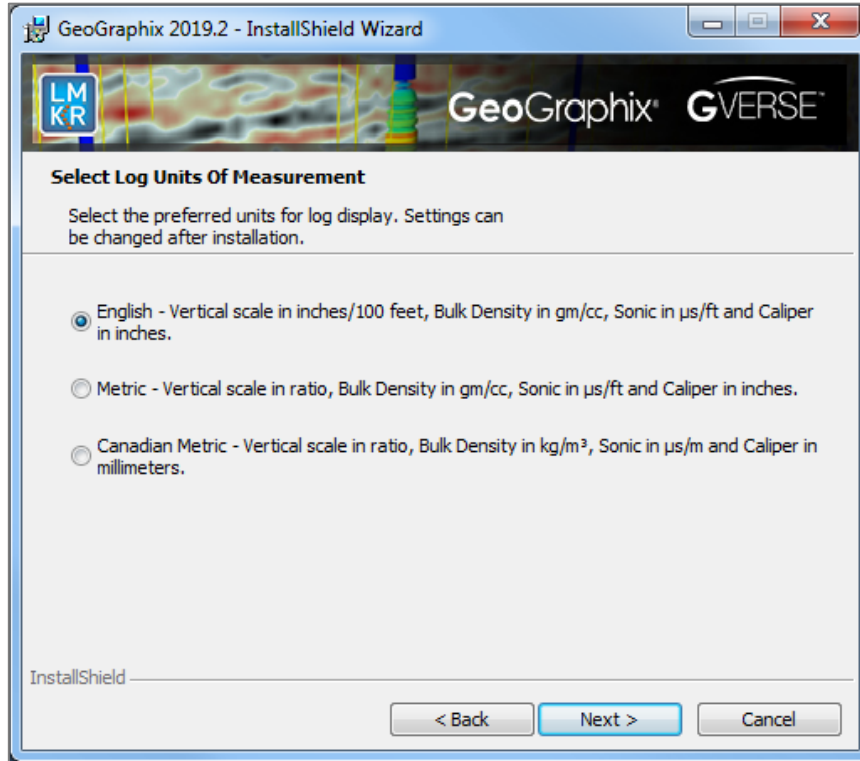 GeoGraphix 2019.2 - InstallShield Wizard
LM
KR
GeoGraphix® GVERSE™
Select Log Units Of Measurement
Select the preferred units for log display. Settings can
be changed after installation.
English - Vertical scale in inches/100 feet, Bulk Density in gm/cc, Sonic in µs/ft and Caliper
in inches.
Metric - Vertical scale in ratio, Bulk Density in gm/cc, Sonic in µs/ft and Caliper in inches.
Canadian Metric - Vertical scale in ratio, Bulk Density in kg/m³, Sonic in µs/m and Caliper in
millimeters.
InstallShield
< Back Next > Cancel